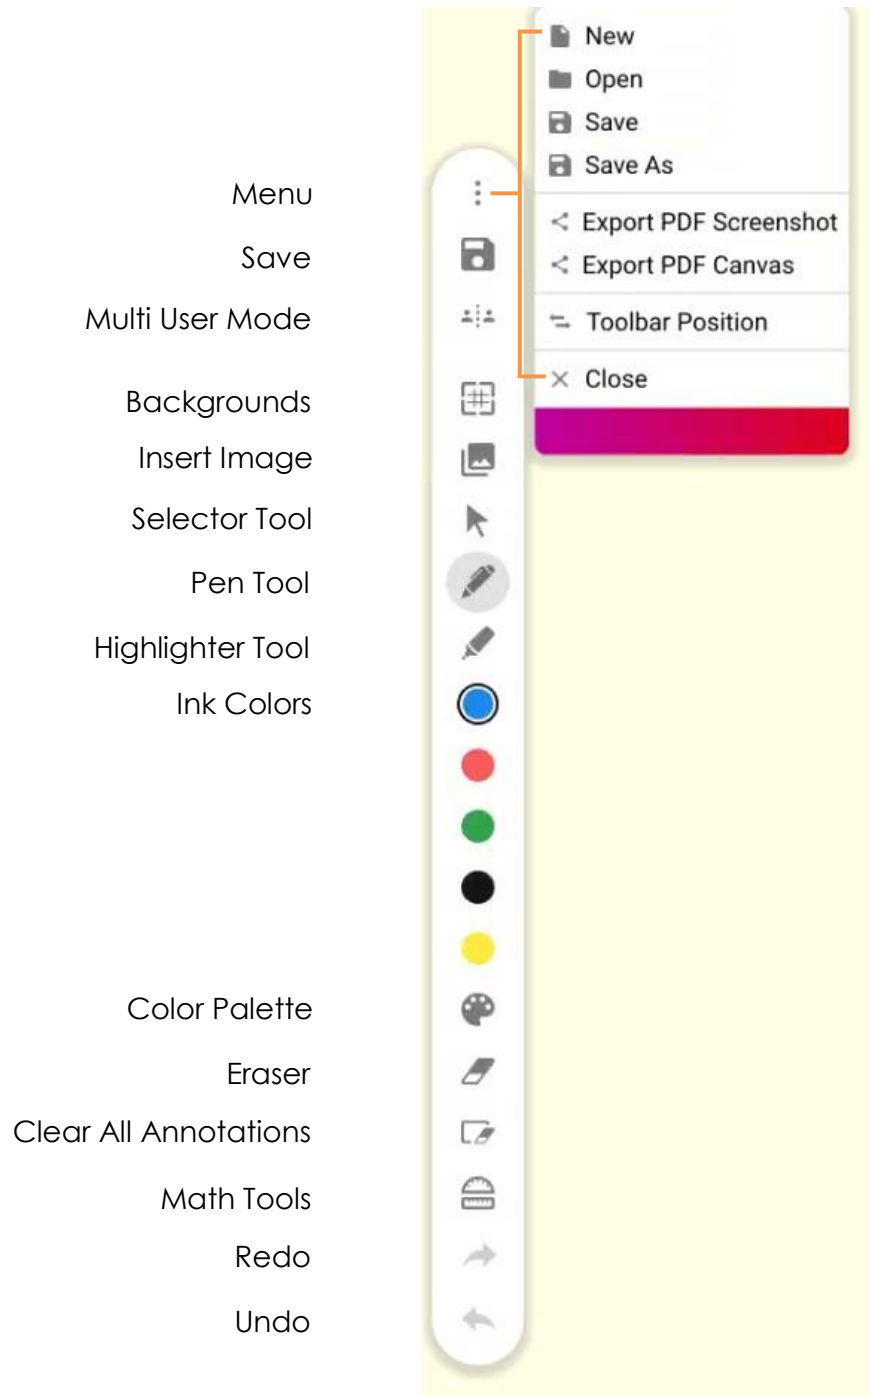 New
Open
Save
Save As
Export PDF Screenshot
Export PDF Canvas
Toolbar Position
Close
Menu
Save
Multi User Mode
Backgrounds
Insert Image
Selector Tool
Pen Tool
Highlighter Tool
Ink Colors
Color Palette
Eraser
Clear All Annotations
Math Tools
Redo
Undo